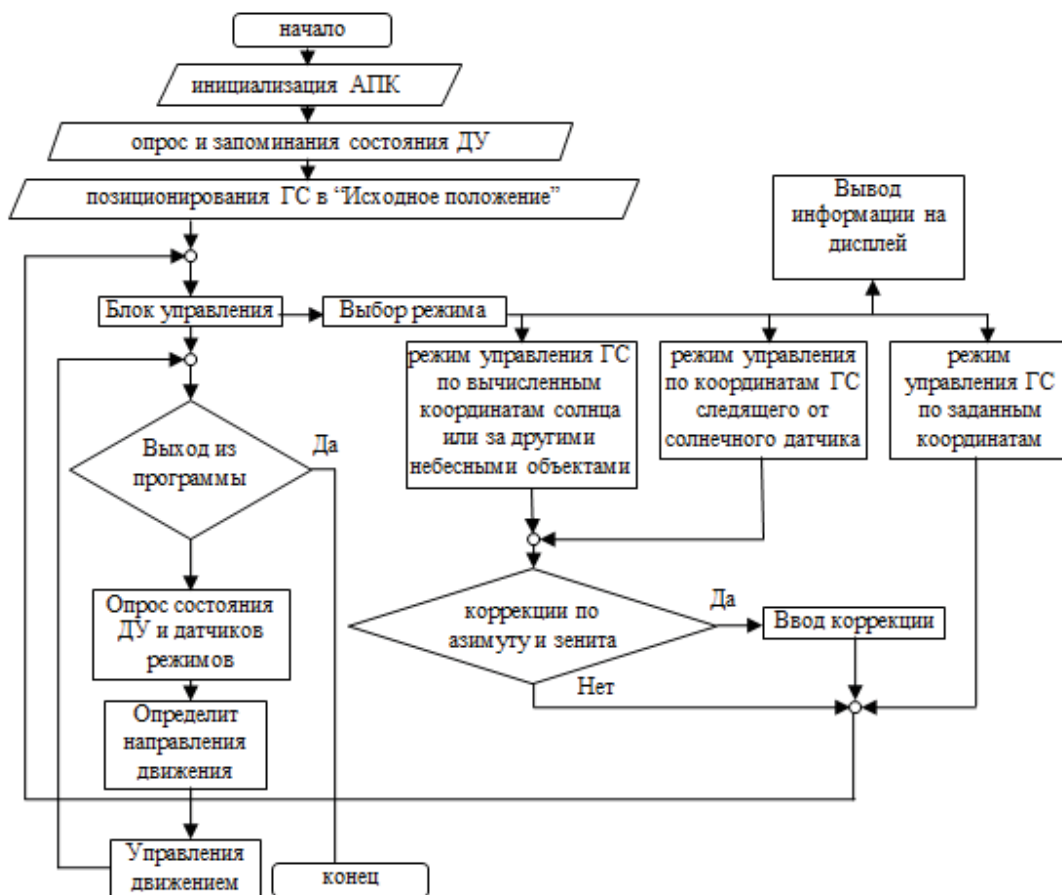 начало
инициализация АПК
опрос и запоминания состояния ДУ
позиционирования ГС в “Исходное положение”
Вывод
информации на
дисплей
Блок управления
Выбор режима
режим управления ГС
по вычисленным
координатам солнца
или за другими
небесными объектами
режим управления
по координатам ГС
следящего от
солнечного датчика
режим
управления ГС
по заданным
координатам
Выход из
программы
Да
Опрос состояния
ДУ и датчиков
режимов
коррекции по
азимуту и зенита
Да
Ввод коррекции
Нет
Определит
направления
движения
Управления
движением
конец